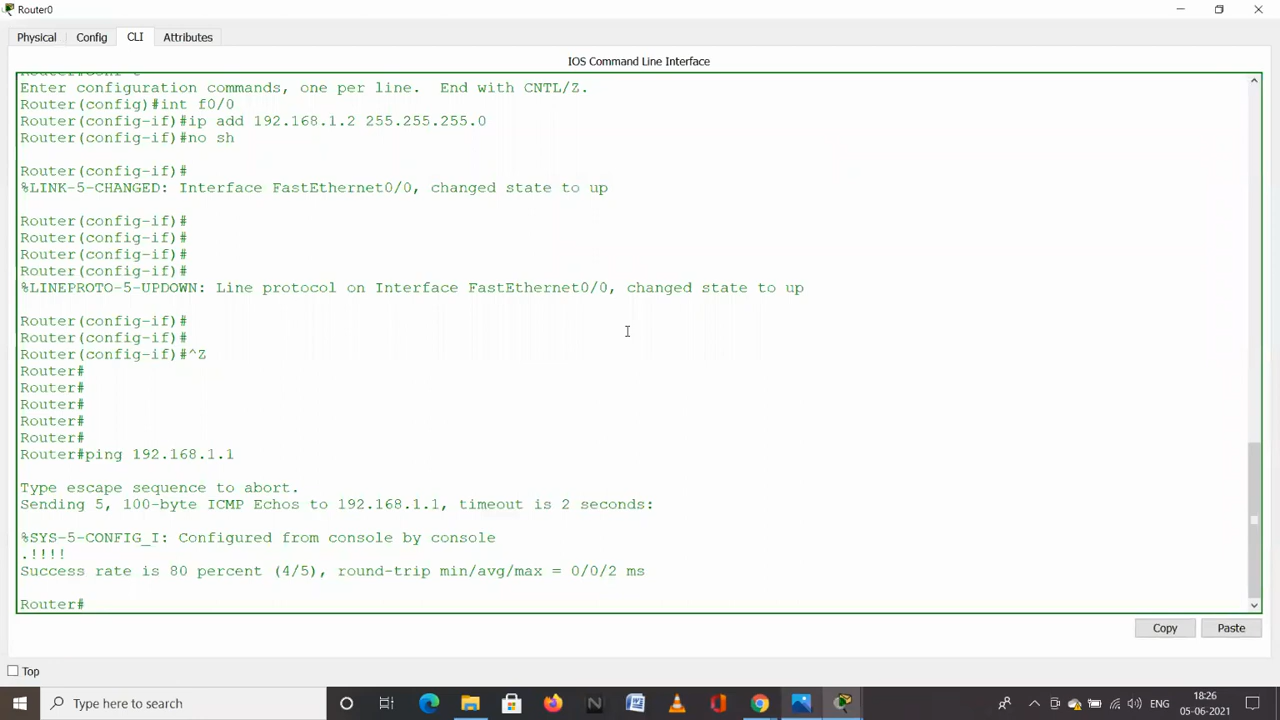 Router0
Physical Config CLI Attributes
IOS Command Line Interface
Router#conf t
Enter configuration commands, one per line.  End with CNTL/Z.
Router(config)#int f0/0
Router(config-if)#ip add 192.168.1.2 255.255.255.0
Router(config-if)#no sh
Router(config-if)#
%LINK-5-CHANGED: Interface FastEthernet0/0, changed state to up
Router(config-if)#
Router(config-if)#
Router(config-if)#
Router(config-if)#
%LINEPROTO-5-UPDOWN: Line protocol on Interface FastEthernet0/0, changed state to up
Router(config-if)#
Router(config-if)#
Router(config-if)#^Z
Router#
Router#
Router#
Router#
Router#
Router#ping 192.168.1.1
Type escape sequence to abort.
Sending 5, 100-byte ICMP Echos to 192.168.1.1, timeout is 2 seconds:
%SYS-5-CONFIG_I: Configured from console by console
.!!!!
Success rate is 80 percent (4/5), round-trip min/avg/max = 0/0/2 ms
Router#
Copy Paste
Top
Type here to search
ENG
18:26
05-06-2021